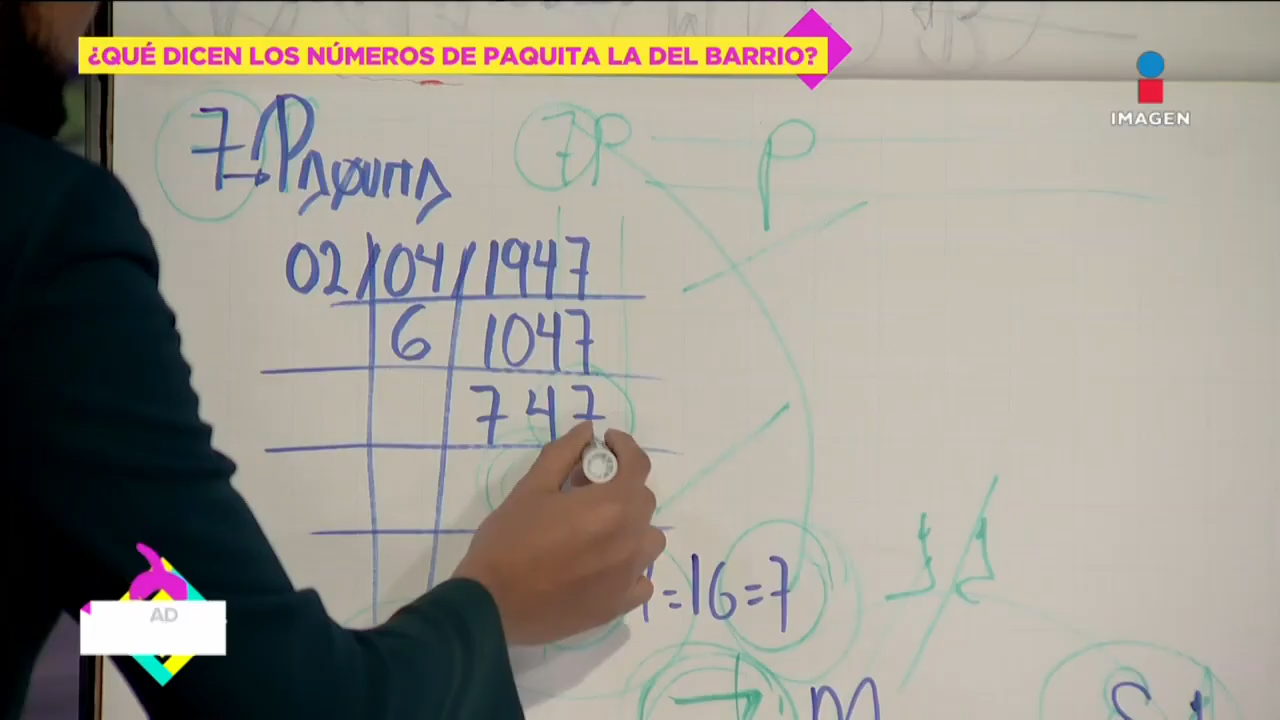 ¿QUÉ DICEN LOS NÚMEROS DE PAQUITA LA DEL BARRIO?
IMAGEN
7 PAQUITA
7P P
02/04/1947
6 1047
747
=16=7
M
AD